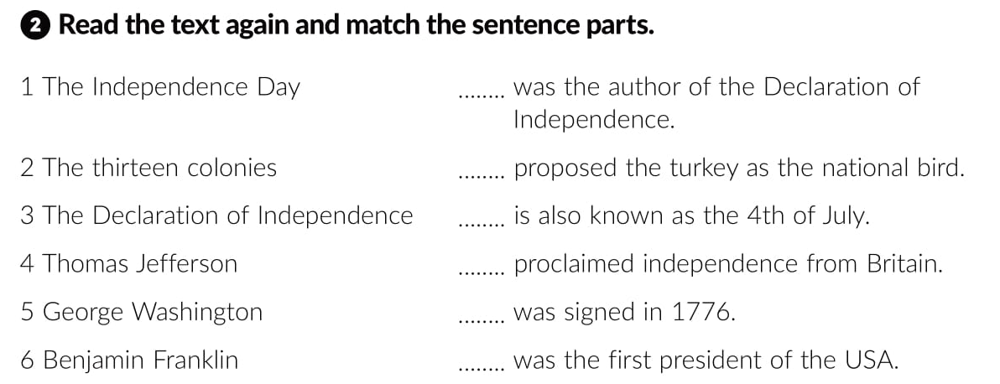 2 Read the text again and match the sentence parts.
1 The Independence Day ........ was the author of the Declaration of
Independence.
2 The thirteen colonies ........ proposed the turkey as the national bird.
3 The Declaration of Independence ........ is also known as the 4th of July.
4 Thomas Jefferson ........ proclaimed independence from Britain.
5 George Washington ........ was signed in 1776.
6 Benjamin Franklin ........ was the first president of the USA.